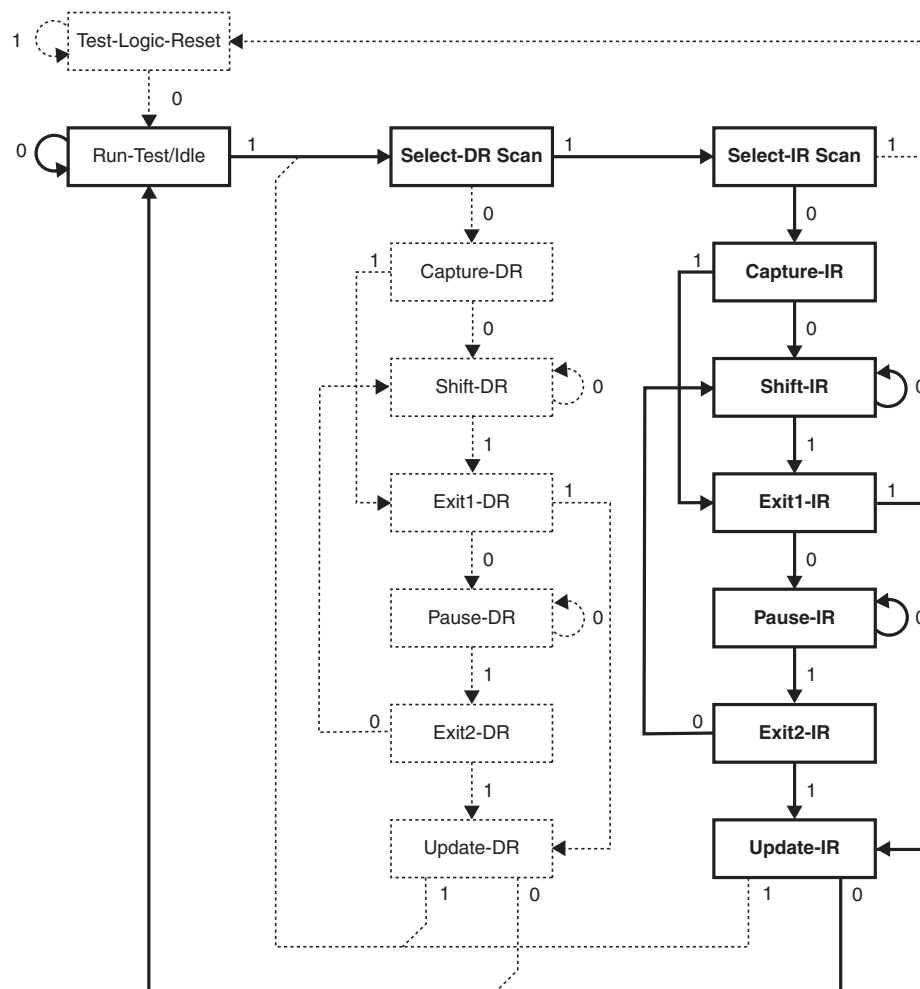 1
Test-Logic-Reset
0
0
Run-Test/Idle
1
Select-DR Scan
1
Select-IR Scan
1
0
0
1
Capture-DR
1
Capture-IR
0
0
Shift-DR
0
Shift-IR
0
1
1
Exit1-DR
1
Exit1-IR
1
0
0
Pause-DR
0
Pause-IR
0
1
1
0
Exit2-DR
0
Exit2-IR
1
1
Update-DR
Update-IR
1
0
1
0